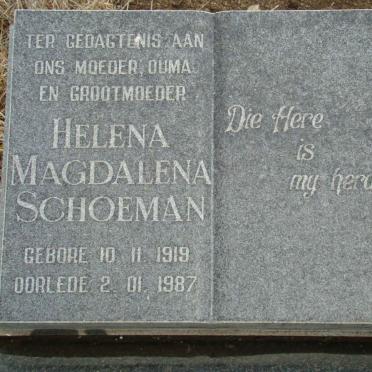 TER GEDAGTENIS AAN
ONS MOEDER, OUMA
EN GROOTMOEDER
HELENA
MAGDALENA
SCHOEMAN
GEBORE 10. 11. 1919
OORLEDE 2. 01. 1987
Die Here
is
my